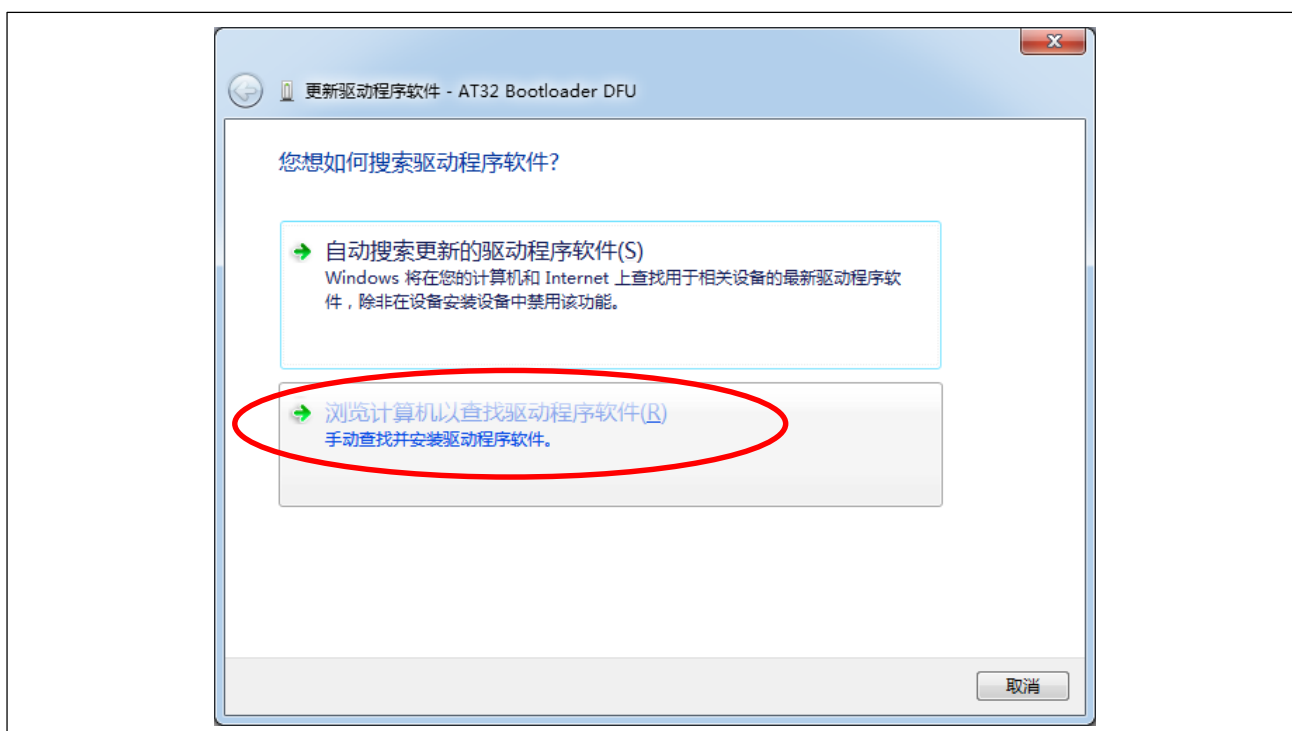 更新驱动程序软件 - AT32 Bootloader DFU
您想如何搜索驱动程序软件?
自动搜索更新的驱动程序软件(S)
Windows 将在您的计算机和 Internet 上查找用于相关设备的最新驱动程序软
件，除非在设备安装设备中禁用该功能。
浏览计算机以查找驱动程序软件(R)
手动查找并安装驱动程序软件。
取消